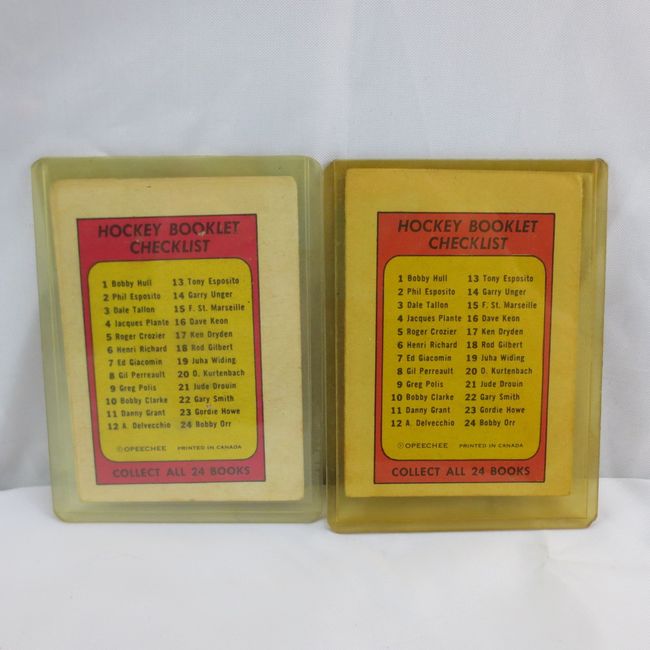 HOCKEY BOOKLET
CHECKLIST
1 Bobby Hull
2 Phil Esposito
3 Dale Tallon
4 Jacques Plante
5 Roger Crozier
6 Henri Richard
7 Ed Giacomin
8 Gil Perreault
9 Greg Polis
10 Bobby Clarke
11 Danny Grant
12 A. Delvecchio
13 Tony Esposito
14 Garry Unger
15 F. St. Marseille
16 Dave Keon
17 Ken Dryden
18 Rod Gilbert
19 Juha Widing
20 O. Kurtenbach
21 Jude Drouin
22 Gary Smith
23 Gordie Howe
24 Bobby Orr
©OPEECHEE PRINTED IN CANADA
COLLECT ALL 24 BOOKS
HOCKEY BOOKLET
CHECKLIST
1 Bobby Hull
2 Phil Esposito
3 Dale Tallon
4 Jacques Plante
5 Roger Crozier
6 Henri Richard
7 Ed Giacomin
8 Gil Perreault
9 Greg Polis
10 Bobby Clarke
11 Danny Grant
12 A. Delvecchio
13 Tony Esposito
14 Garry Unger
15 F. St. Marseille
16 Dave Keon
17 Ken Dryden
18 Rod Gilbert
19 Juha Widing
20 O. Kurtenbach
21 Jude Drouin
22 Gary Smith
23 Gordie Howe
24 Bobby Orr
©OPEECHEE PRINTED IN CANADA
COLLECT ALL 24 BOOKS